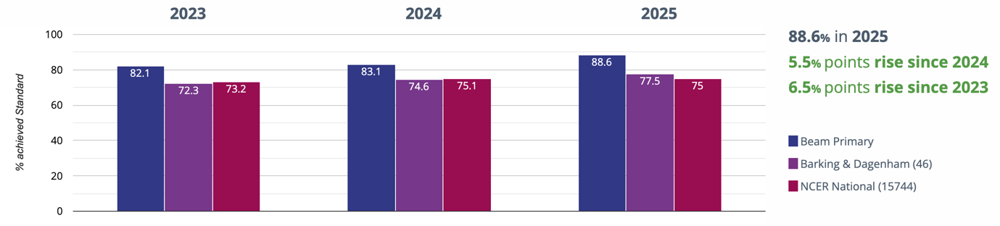 2023 2024 2025
100
80
60
40
20
0
% achieved Standard
82.1 72.3 73.2
83.1 74.6 75.1
88.6 77.5 75
88.6% in 2025
5.5% points rise since 2024
6.5% points rise since 2023
Beam Primary
Barking & Dagenham (46)
NCER National (15744)